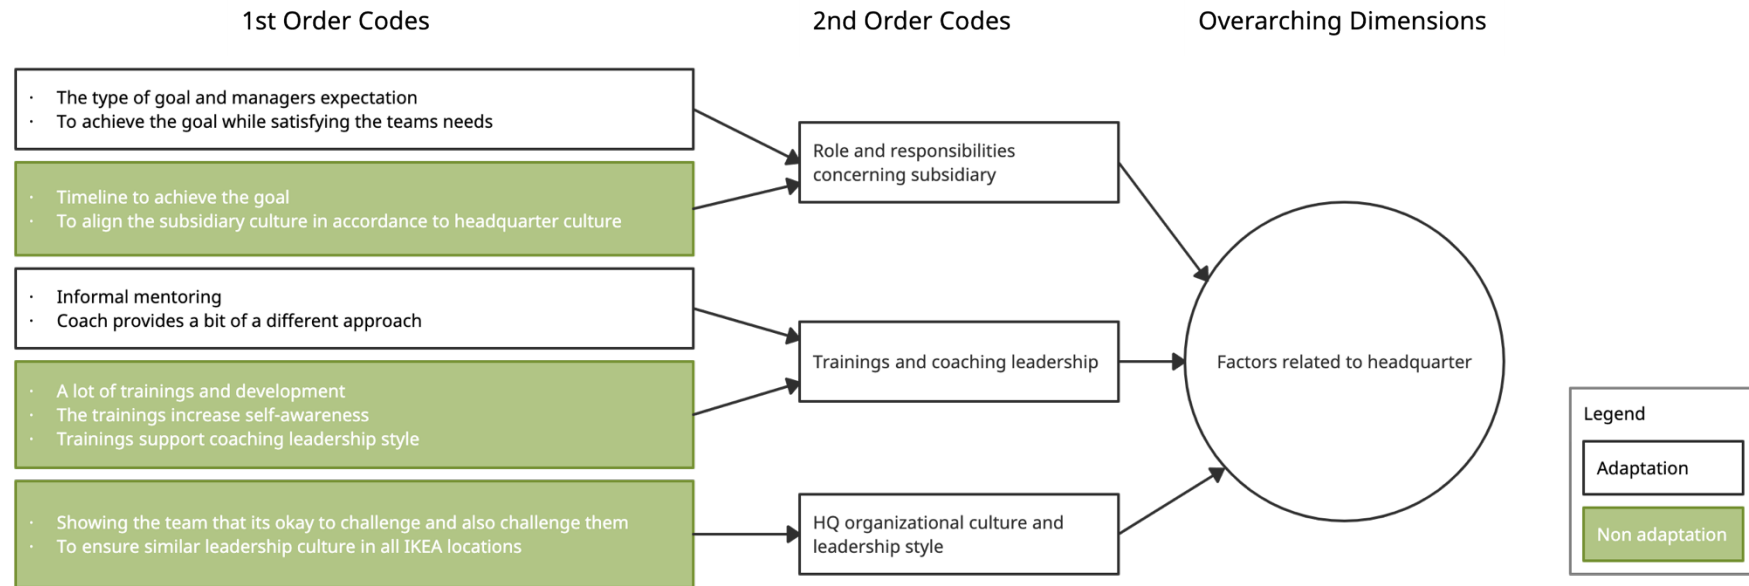 1st Order Codes
2nd Order Codes
Overarching Dimensions
· The type of goal and managers expectation
· To achieve the goal while satisfying the teams needs
· Timeline to achieve the goal
· To align the subsidiary culture in accordance to headquarter culture
Role and responsibilities
concerning subsidiary
· Informal mentoring
· Coach provides a bit of a different approach
· A lot of trainings and development
· The trainings increase self-awareness
· Trainings support coaching leadership style
Trainings and coaching leadership
· Showing the team that its okay to challenge and also challenge them
· To ensure similar leadership culture in all IKEA locations
HQ organizational culture and
leadership style
Factors related to headquarter
Legend
Adaptation
Non adaptation